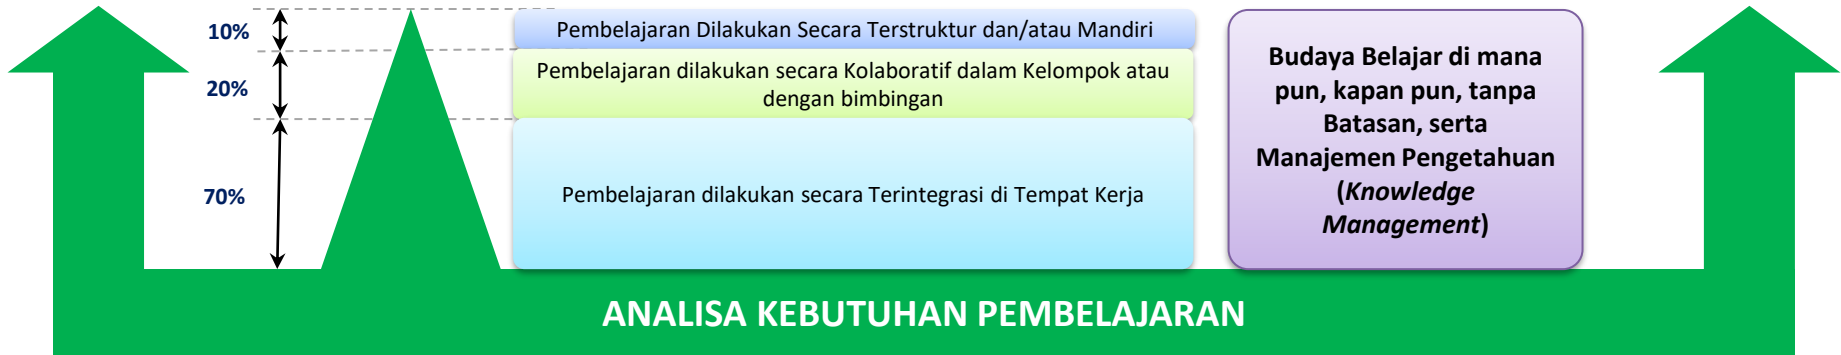 10%
Pembelajaran Dilakukan Secara Terstruktur dan/atau Mandiri
20%
Pembelajaran dilakukan secara Kolaboratif dalam Kelompok atau
dengan bimbingan
70%
Pembelajaran dilakukan secara Terintegrasi di Tempat Kerja
Budaya Belajar di mana
pun, kapan pun, tanpa
Batasan, serta
Manajemen Pengetahuan
(Knowledge
Management)
ANALISA KEBUTUHAN PEMBELAJARAN